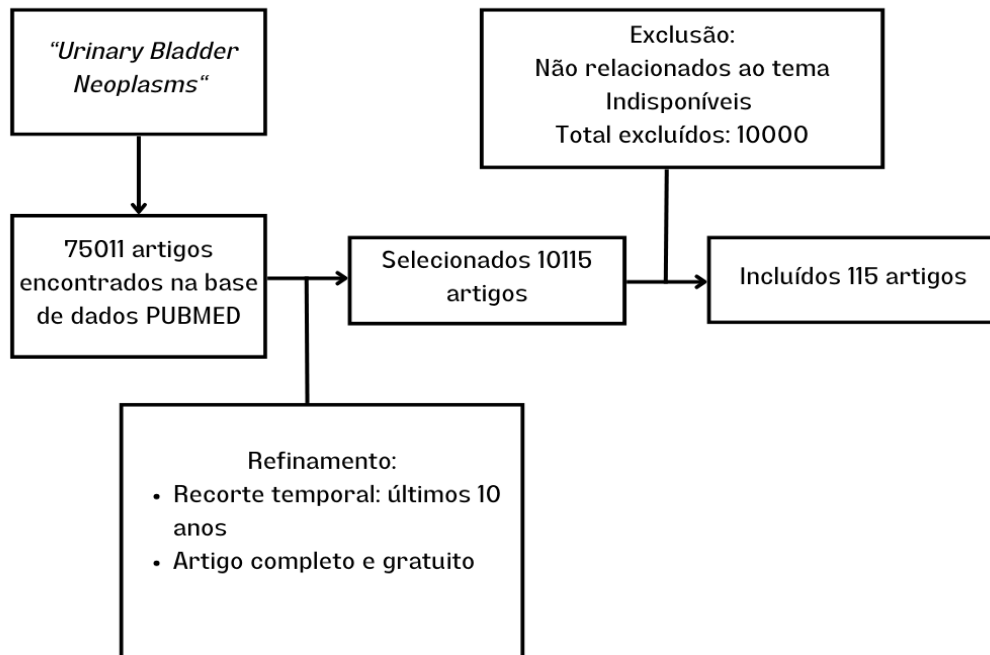 “Urinary Bladder
Neoplasms“
75011 artigos
encontrados na base
de dados PUBMED
Refinamento:
• Recorte temporal: últimos 10
anos
• Artigo completo e gratuito
Selecionados 10115
artigos
Exclusão:
Não relacionados ao tema
Indisponíveis
Total excluídos: 10000
Incluídos 115 artigos